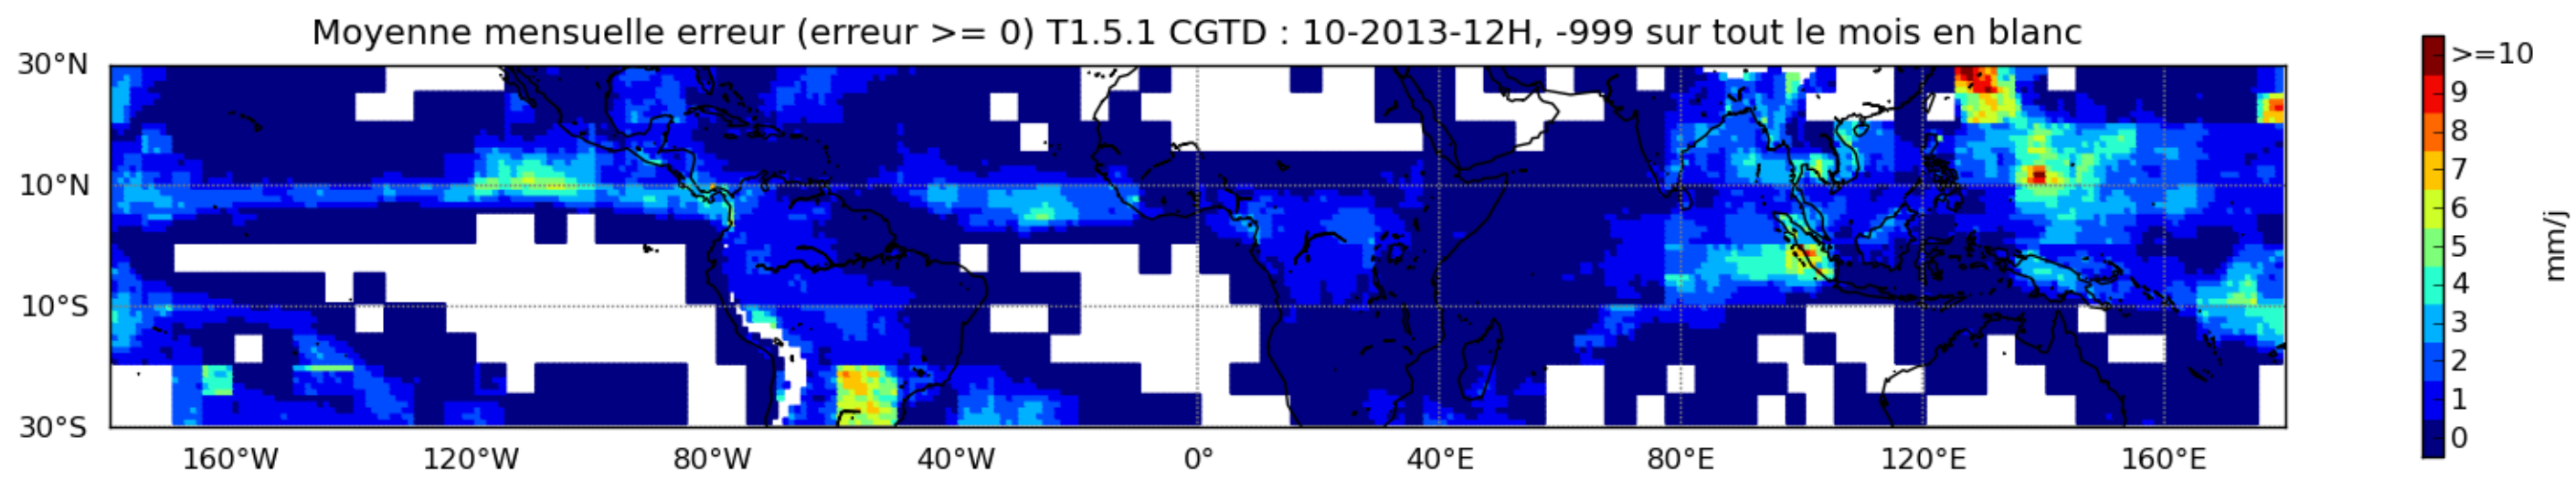 Moyenne mensuelle erreur (erreur >= 0) T1.5.1 CGTD : 10-2013-12H, -999 sur tout le mois en blanc
30°N
10°N
10°S
30°S
160°W 120°W 80°W 40°W 0° 40°E 80°E 120°E 160°E
>=10
9
8
7
6
5
4
3
2
1
0
mm/j